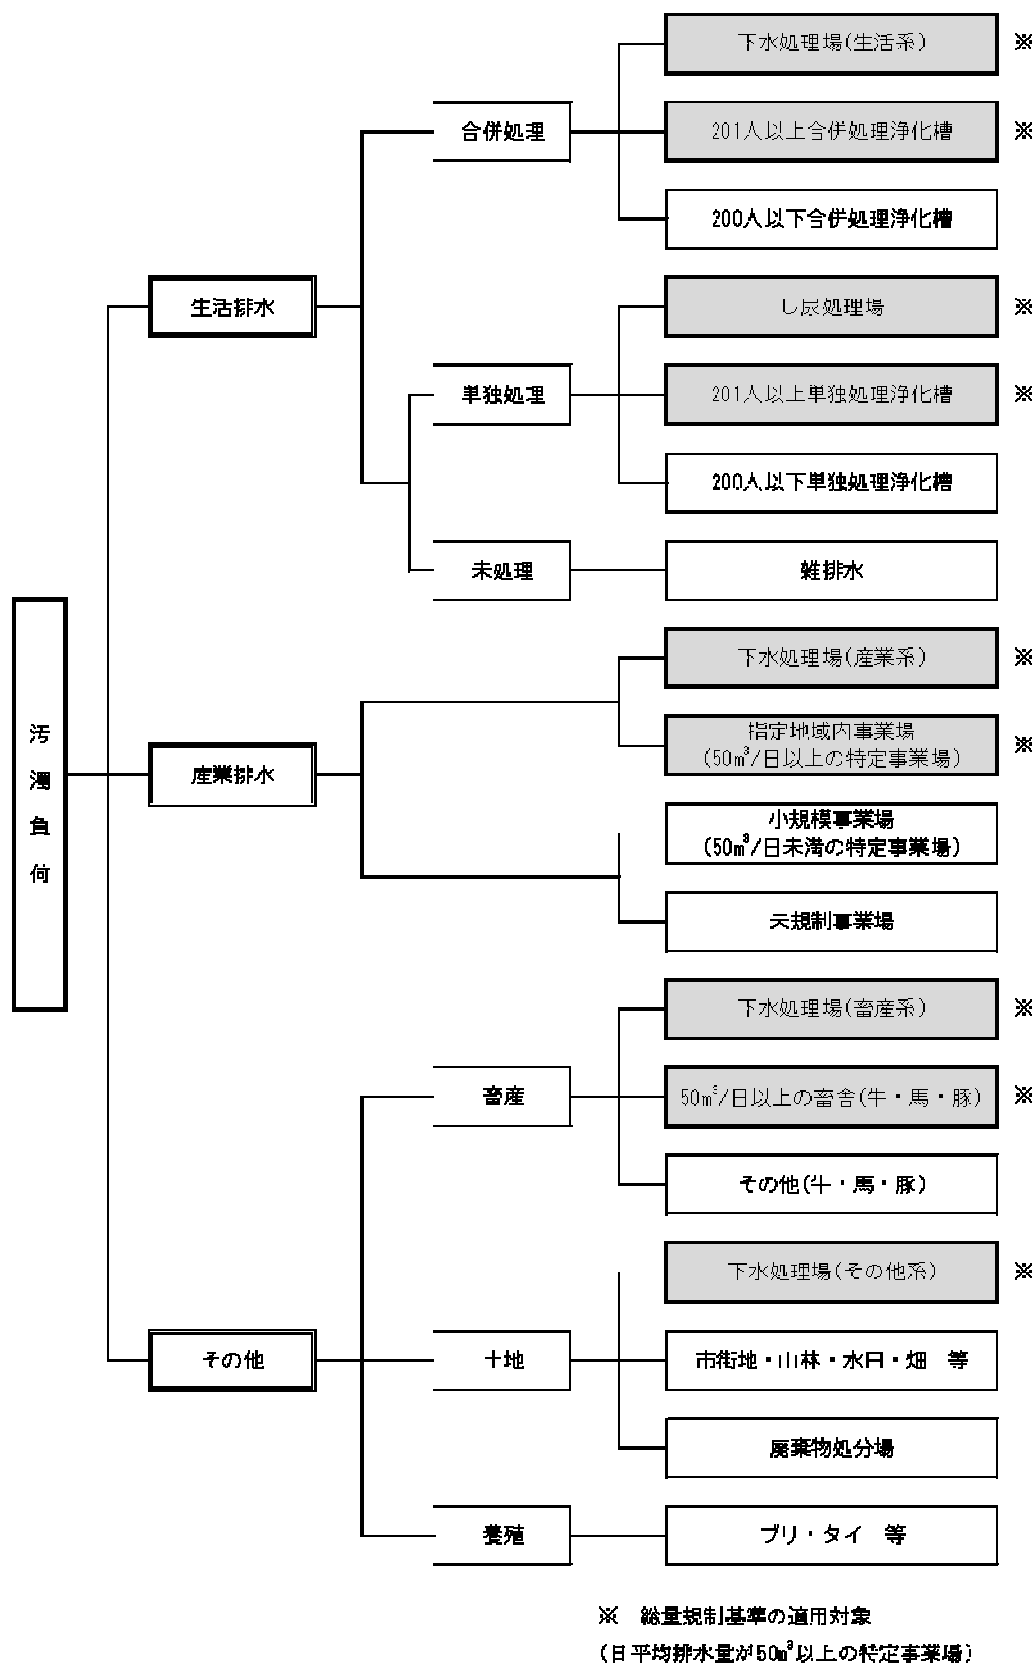 下水処理場(生活系) ※
合併処理
201人以上合併処理浄化槽 ※
200人以下合併処理浄化槽
生活排水
し尿処理場 ※
単独処理
201人以上単独処理浄化槽 ※
200人以下単独処理浄化槽
未処理
雑排水
下水処理場(産業系) ※
汚濁負荷
産業排水
指定地域内事業場
(50m³/日以上の特定事業場) ※
小規模事業場
(50m³/日未満の特定事業場)
未規制事業場
下水処理場(畜産系) ※
畜産
50m³/日以上の畜舎(牛・馬・豚) ※
その他(牛・馬・豚)
下水処理場(その他系) ※
その他
土地
市街地・山林・水田・畑 等
廃棄物処分場
養殖
ブリ・タイ 等
※ 総量規制基準の適用対象
(日平均排水量が50m³以上の特定事業場)